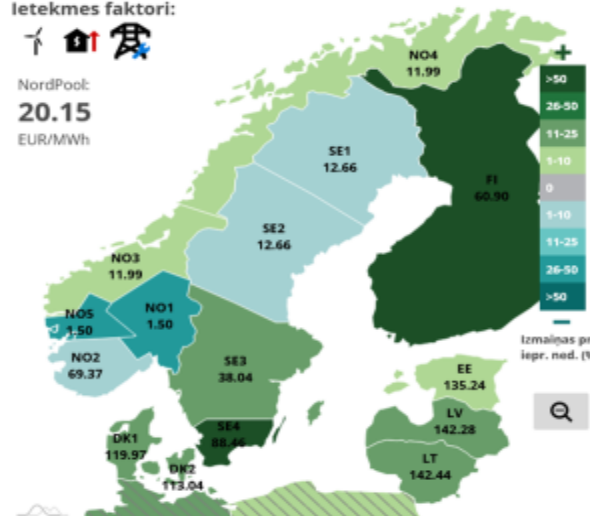 Ietekmes faktori:
NordPool:
20.15
EUR/MWh
NO4
11.99
SE1
12.66
FI
60.90
SE2
12.66
NO3
11.99
NO5
1.50
NO1
1.50
NO2
69.37
SE3
38.04
SE4
88.46
DK1
119.97
DK2
113.04
EE
135.24
LV
142.28
LT
142.44
+
>50
26-50
11-25
1-10
0
1-10
11-25
26-50
>50
−
Izmaiņas pr
iepr. ned. (%